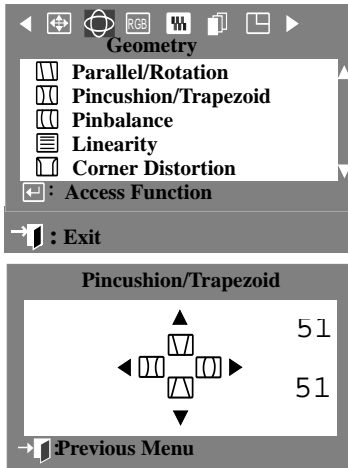 RGB
Geometry
Parallel/Rotation
Pincushion/Trapezoid
Pinbalance
Linearity
Corner Distortion
: Access Function
: Exit
Pincushion/Trapezoid
51
51
:Previous Menu